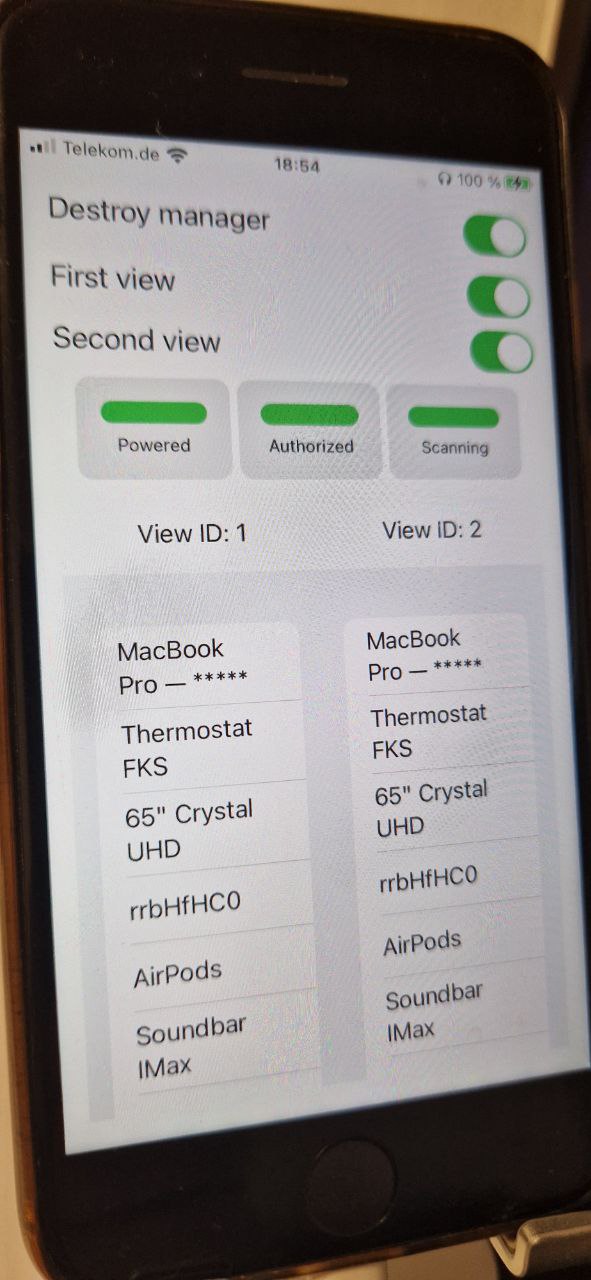 Telekom.de 18:54 100 %
Destroy manager
First view
Second view
Powered Authorized Scanning
View ID: 1 View ID: 2
MacBook
Pro — *****
Thermostat
FKS
65" Crystal
UHD
rrbHfHC0
AirPods
Soundbar
IMax
MacBook
Pro — *****
Thermostat
FKS
65" Crystal
UHD
rrbHfHC0
AirPods
Soundbar
IMax